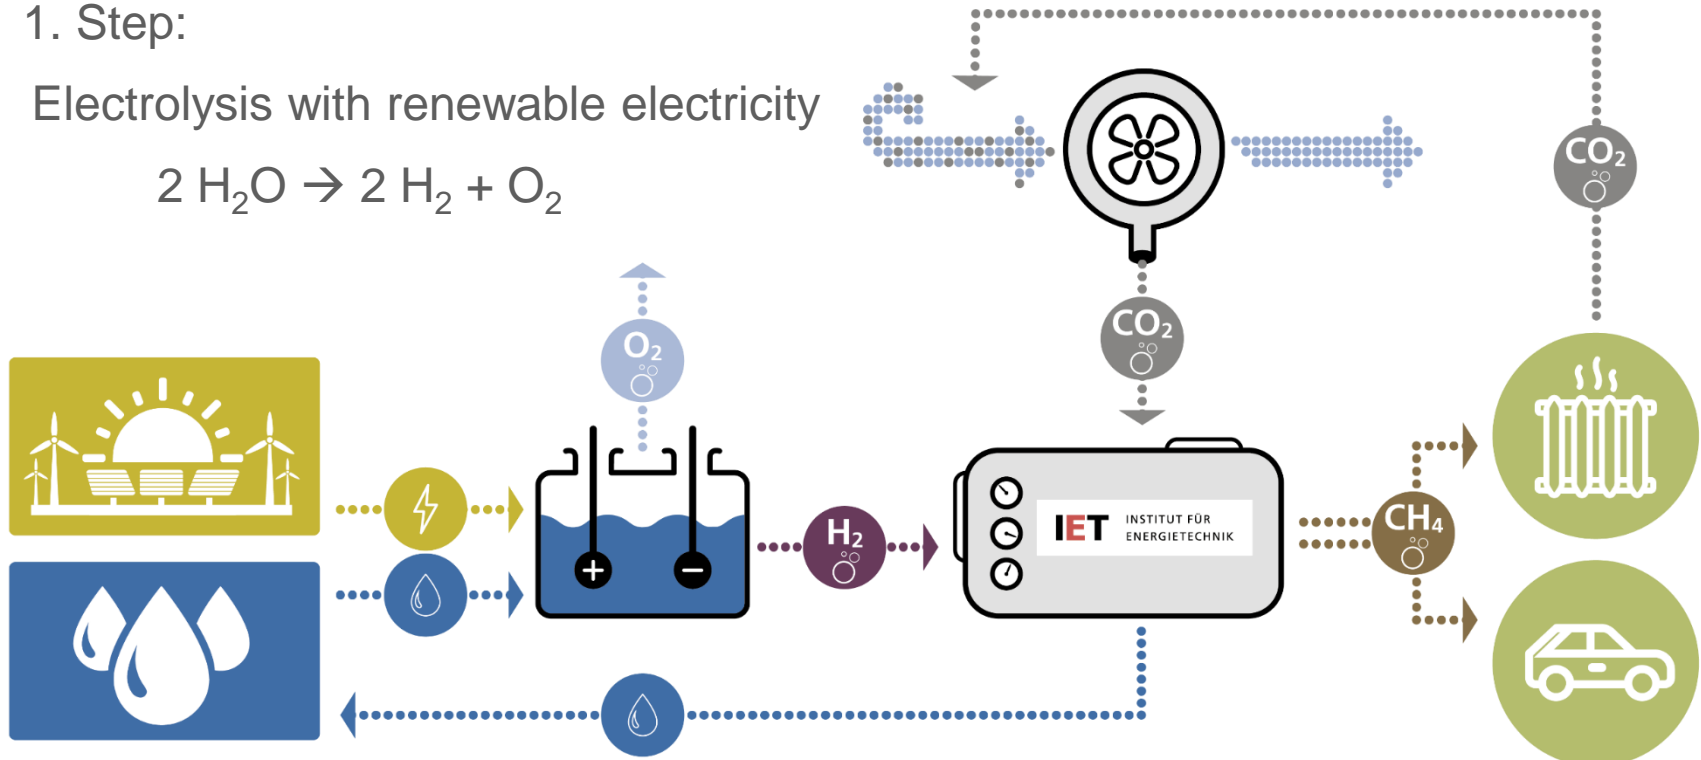 1. Step:
Electrolysis with renewable electricity
2 H₂O → 2 H₂ + O₂
CO₂
O₂
CO₂
H₂
IET INSTITUT FÜR
ENERGIETECHNIK
CH₄
+
−